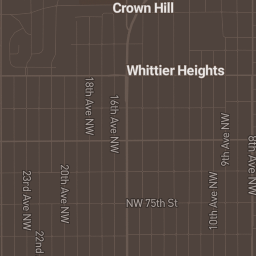 Crown Hill
Whittier Heights
18th Ave NW
16th Ave NW
9th Ave NW
8th Ave NW
23rd Ave NW
20th Ave NW
10th Ave NW
NW 75th St
22nd